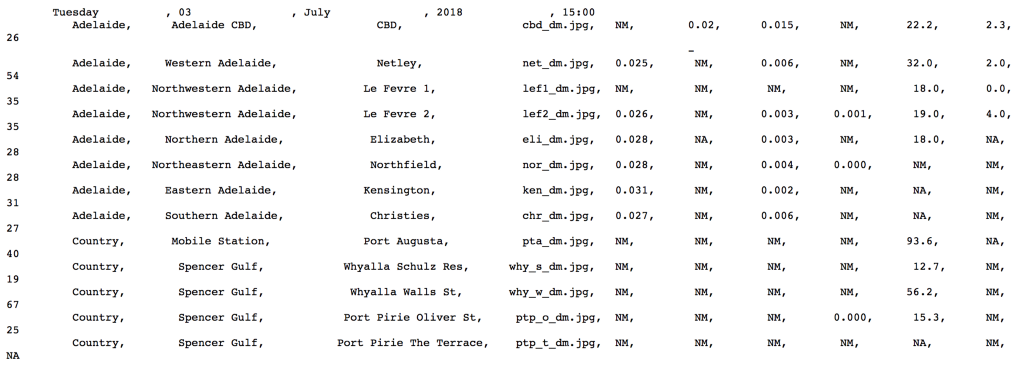 Tuesday , 03 , July , 2018 , 15:00
Adelaide, Adelaide CBD, CBD, cbd_dm.jpg, NM, 0.02, 0.015, NM, 22.2, 2.3,
26
_
Adelaide, Western Adelaide, Netley, net_dm.jpg, 0.025, NM, 0.006, NM, 32.0, 2.0,
54
Adelaide, Northwestern Adelaide, Le Fevre 1, lef1_dm.jpg, NM, NM, NM, NM, 18.0, 0.0,
35
Adelaide, Northwestern Adelaide, Le Fevre 2, lef2_dm.jpg, 0.026, NM, 0.003, 0.001, 19.0, 4.0,
35
Adelaide, Northern Adelaide, Elizabeth, eli_dm.jpg, 0.028, NA, 0.003, NM, 18.0, NA,
28
Adelaide, Northeastern Adelaide, Northfield, nor_dm.jpg, 0.028, NM, 0.004, 0.000, NM, NM,
28
Adelaide, Eastern Adelaide, Kensington, ken_dm.jpg, 0.031, NM, 0.002, NM, NA, NM,
31
Adelaide, Southern Adelaide, Christies, chr_dm.jpg, 0.027, NM, 0.006, NM, NA, NM,
27
Country, Mobile Station, Port Augusta, pta_dm.jpg, NM, NM, NM, NM, 93.6, NA,
40
Country, Spencer Gulf, Whyalla Schulz Res, why_s_dm.jpg, NM, NM, NM, NM, 12.7, NM,
19
Country, Spencer Gulf, Whyalla Walls St, why_w_dm.jpg, NM, NM, NM, NM, 56.2, NM,
67
Country, Spencer Gulf, Port Pirie Oliver St, ptp_o_dm.jpg, NM, NM, NM, 0.000, 15.3, NM,
25
Country, Spencer Gulf, Port Pirie The Terrace, ptp_t_dm.jpg, NM, NM, NM, NM, NA, NM,
NA